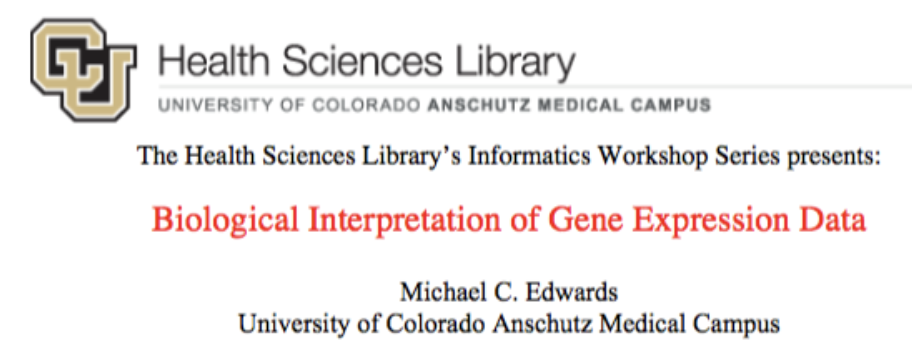 CU
Health Sciences Library
UNIVERSITY OF COLORADO ANSCHUTZ MEDICAL CAMPUS
The Health Sciences Library's Informatics Workshop Series presents:
Biological Interpretation of Gene Expression Data
Michael C. Edwards
University of Colorado Anschutz Medical Campus